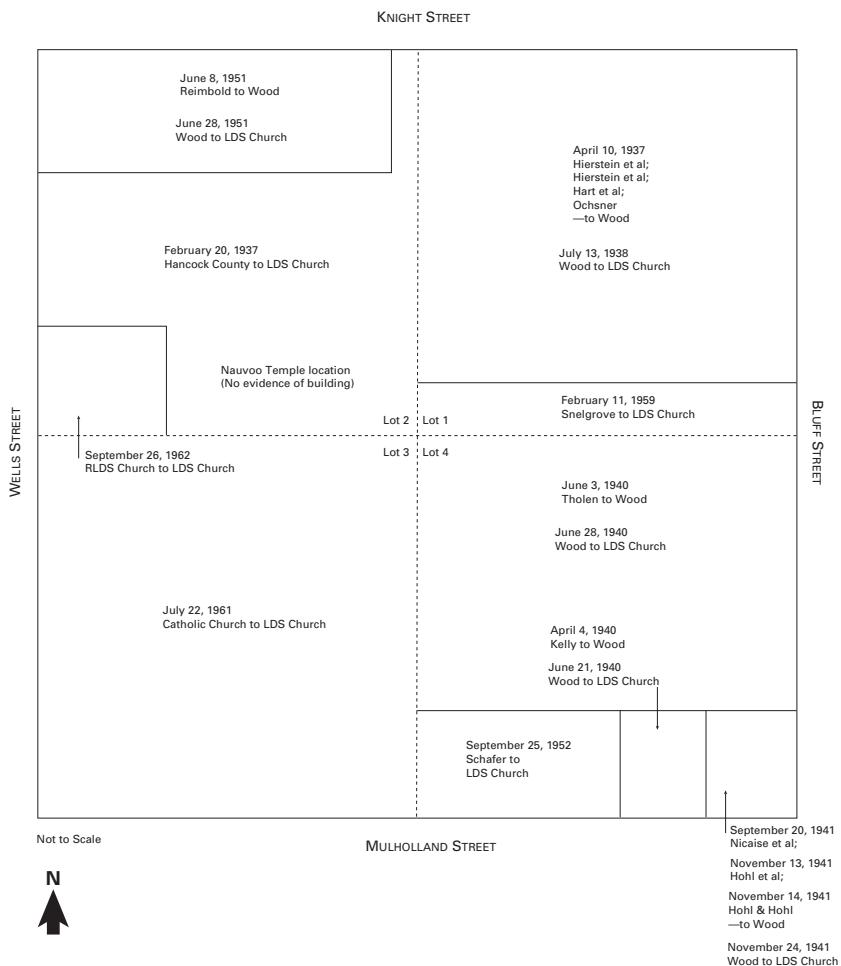 KNIGHT STREET
June 8, 1951
Reimbold to Wood
June 28, 1951
Wood to LDS Church
April 10, 1937
Hierstein et al;
Hierstein et al;
Hart et al;
Ochsner
—to Wood
February 20, 1937
Hancock County to LDS Church
July 13, 1938
Wood to LDS Church
Nauvoo Temple location
(No evidence of building)
February 11, 1959
Snelgrove to LDS Church
WELLS STREET
BLUFF STREET
Lot 2
Lot 1
September 26, 1962
RLDS Church to LDS Church
Lot 3
Lot 4
June 3, 1940
Tholen to Wood
June 28, 1940
Wood to LDS Church
July 22, 1961
Catholic Church to LDS Church
April 4, 1940
Kelly to Wood
June 21, 1940
Wood to LDS Church
September 25, 1952
Schafer to
LDS Church
Not to Scale
MULHOLLAND STREET
September 20, 1941
Nicaise et al;
November 13, 1941
Hohl et al;
November 14, 1941
Hohl & Hohl
—to Wood
November 24, 1941
Wood to LDS Church
N